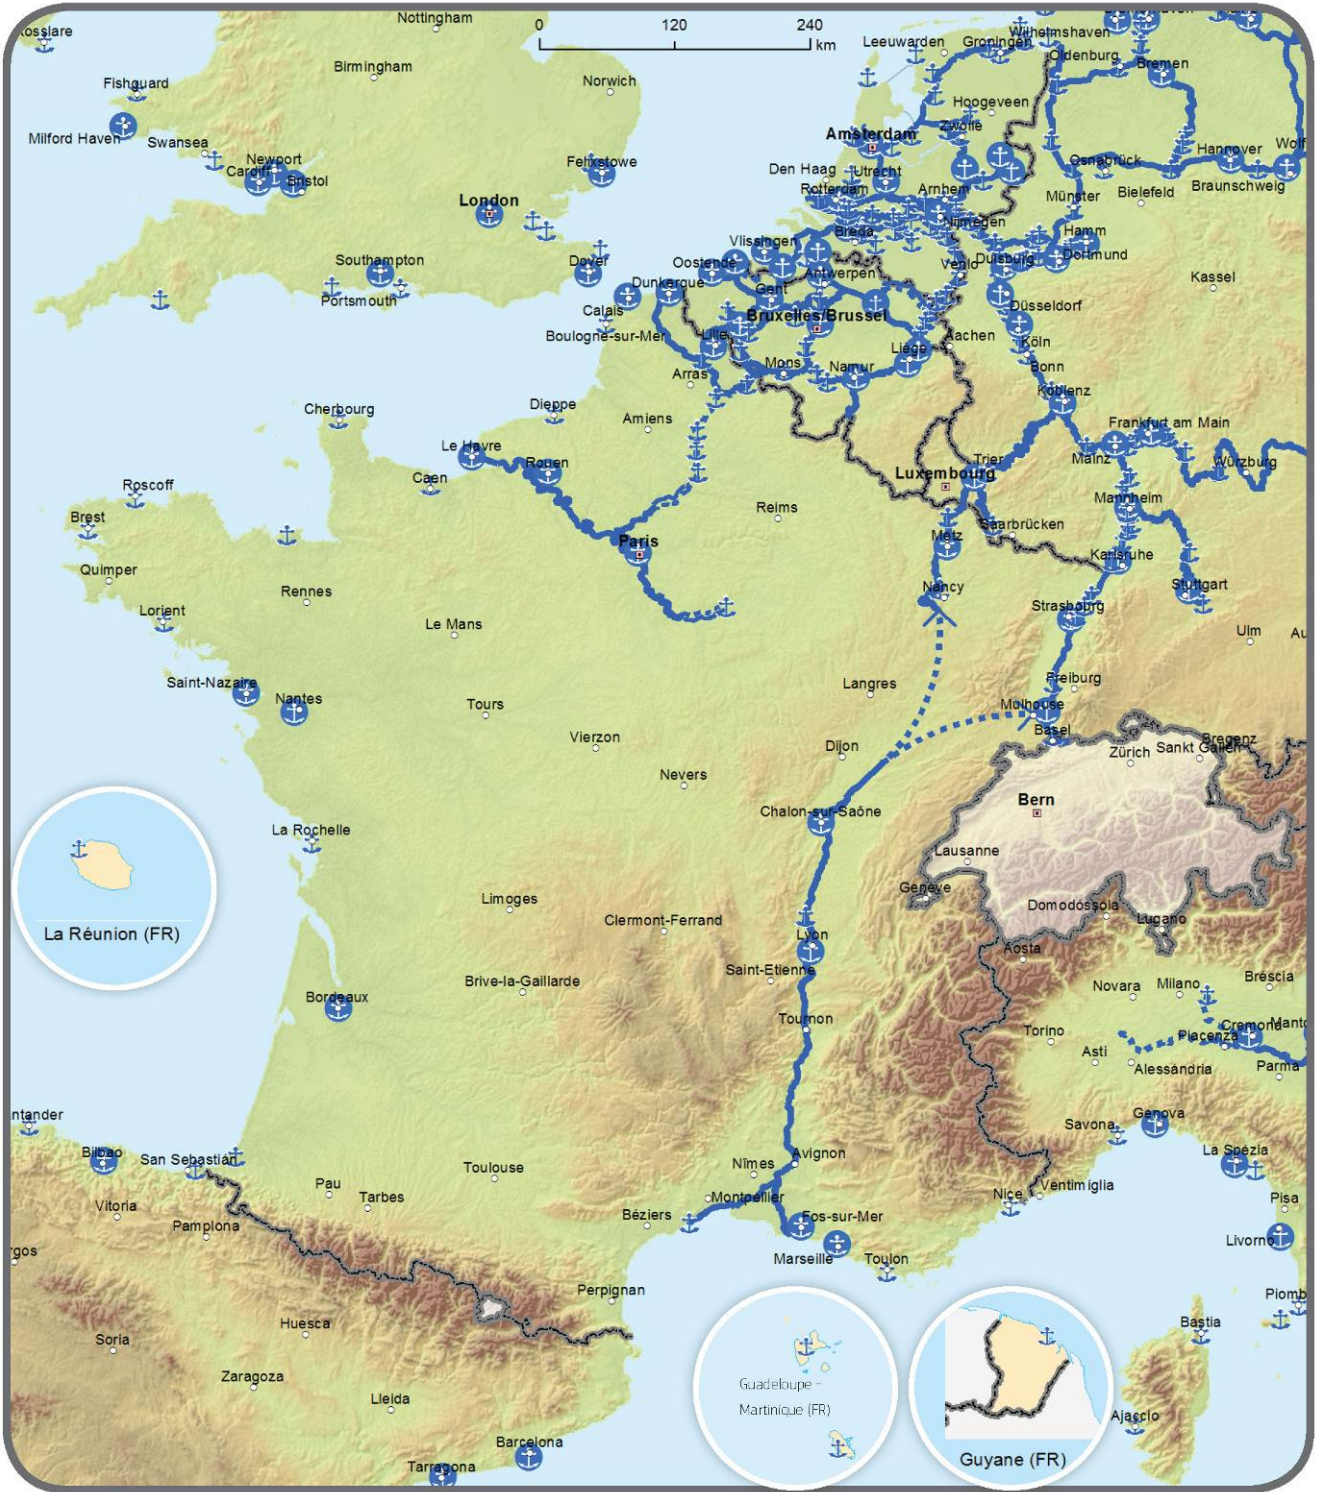 Nottingham
0 120 240
km
osslare
Wilhelmshaven
Leeuwarden
Groningen
Oldenburg
Bremen
Birmingham
Norwich
Fishguard
Hoogeveen
Milford Haven
Swansea
Amsterdam
Zwolle
Newport
Cardiff
Bristol
Felixstowe
Den Haag
Utrecht
Osnabrück
Hannover
Wolf
Braunschweig
Rotterdam
Arnhem
Münster
Bielefeld
London
Nijmegen
Breda
Hamm
Vlissingen
Southampton
Dover
Oostende
Venlo
Duisburg
Dortmund
Portsmouth
Dunkerque
Gent
Antwerpen
Kassel
Calais
Bruxelles/Brussel
Düsseldorf
Boulogne-sur-Mer
Lille
Liège
Aachen
Köln
Arras
Mons
Namur
Bonn
Koblenz
Cherbourg
Dieppe
Amiens
Frankfurt am Main
Le Havre
Rouen
Trier
Mainz
Würzburg
Caen
Luxembourg
Roscoff
Reims
Mannheim
Brest
Saarbrücken
Paris
Metz
Karlsruhe
Quimper
Nancy
Stuttgart
Rennes
Strasbourg
Lorient
Le Mans
Ulm
Au
Saint-Nazaire
Nantes
Langres
Freiburg
Tours
Mulhouse
Vierzon
Dijon
Basel
Bregenz
Zürich
Sankt Gallen
Nevers
Bern
Chalon-sur-Saône
La Rochelle
Lausanne
Genève
Limoges
Clermont-Ferrand
Domodossola
Lugano
La Réunion (FR)
Lyon
Aosta
Saint-Etienne
Brive-la-Gaillarde
Novara
Milano
Brescia
Bordeaux
Tournon
Torino
Cremona
Manto
Piacenza
Asti
Alessandria
Parma
ntander
Savona
Genova
Bilbao
San Sebastián
Avignon
Nîmes
La Spezia
Toulouse
Pau
Tarbes
Montpellier
Nice
Ventimiglia
Pisa
Vitoria
Pamplona
Béziers
Fos-sur-Mer
Livorno
rgos
Marseille
Toulon
Perpignan
Piomb
Huesca
Bastia
Soria
Zaragoza
Guadeloupe -
Martinique (FR)
Lleida
Ajaccio
Barcelona
Guyane (FR)
Tarragona